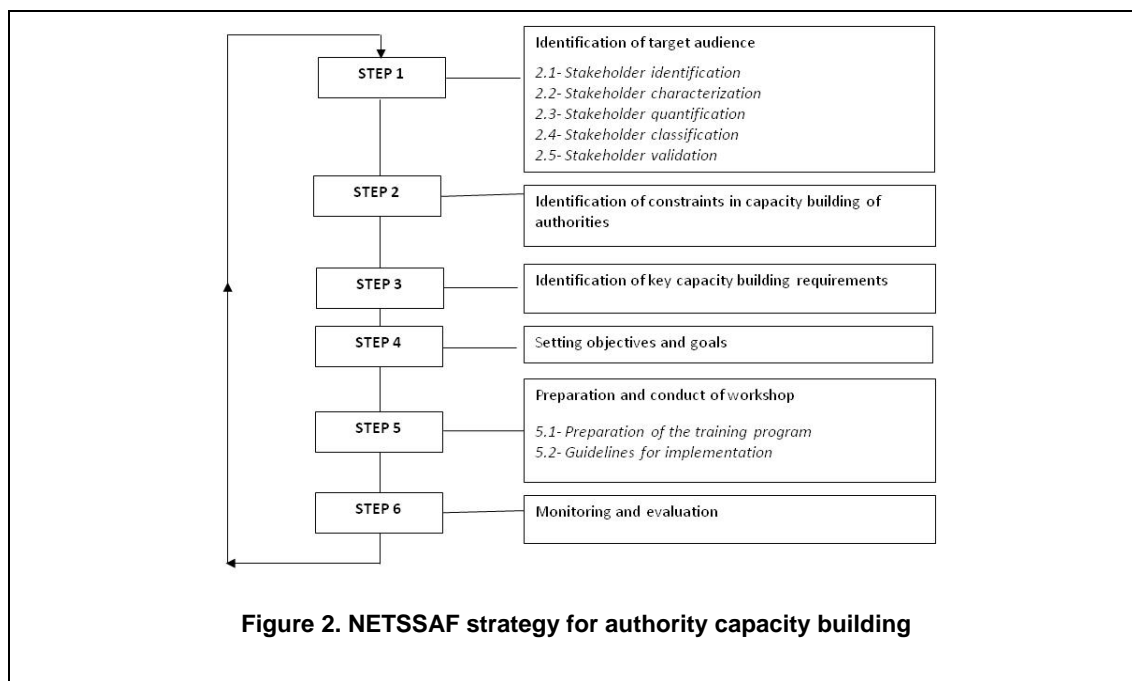 STEP 1
Identification of target audience
2.1- Stakeholder identification
2.2- Stakeholder characterization
2.3- Stakeholder quantification
2.4- Stakeholder classification
2.5- Stakeholder validation
STEP 2
Identification of constraints in capacity building of
authorities
STEP 3
Identification of key capacity building requirements
STEP 4
Setting objectives and goals
STEP 5
Preparation and conduct of workshop
5.1- Preparation of the training program
5.2- Guidelines for implementation
STEP 6
Monitoring and evaluation
Figure 2. NETSSAF strategy for authority capacity building